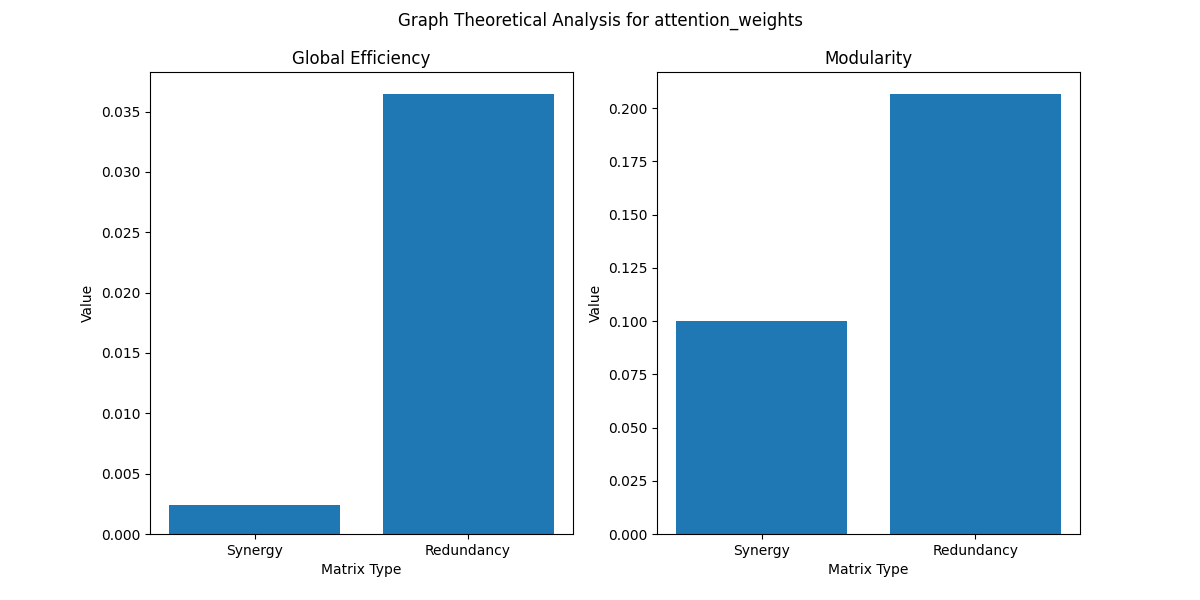 Graph Theoretical Analysis for attention_weights
Global Efficiency
0.035
0.030
0.025
0.020
0.015
0.010
0.005
0.000
Value
Synergy
Redundancy
Matrix Type
Modularity
0.200
0.175
0.150
0.125
0.100
0.075
0.050
0.025
0.000
Value
Synergy
Redundancy
Matrix Type